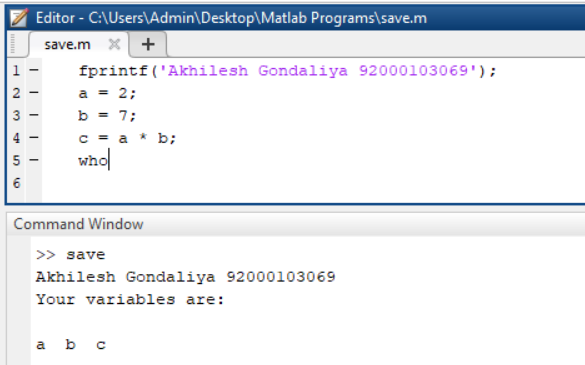 Editor - C:\Users\Admin\Desktop\Matlab Programs\save.m
save.m
1 - fprintf('Akhilesh Gondaliya 92000103069');
2 - a = 2;
3 - b = 7;
4 - c = a * b;
5 - who
6
Command Window
>> save
Akhilesh Gondaliya 92000103069
Your variables are:
a b c